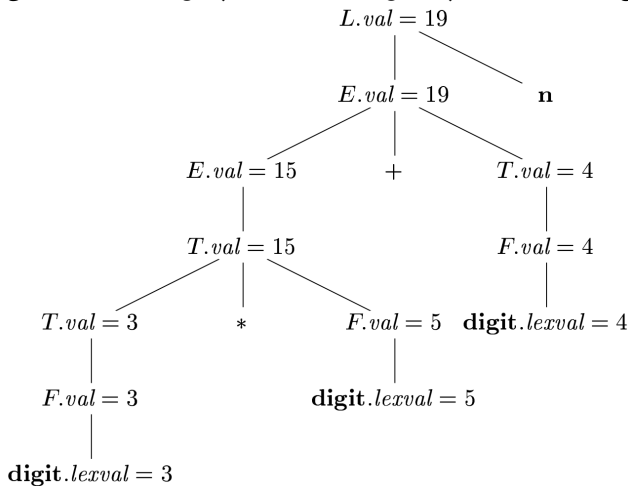 L.val = 19
E.val = 19 n
E.val = 15 + T.val = 4
T.val = 15 F.val = 4
T.val = 3 * F.val = 5 digit.lexval = 4
F.val = 3 digit.lexval = 5
digit.lexval = 3